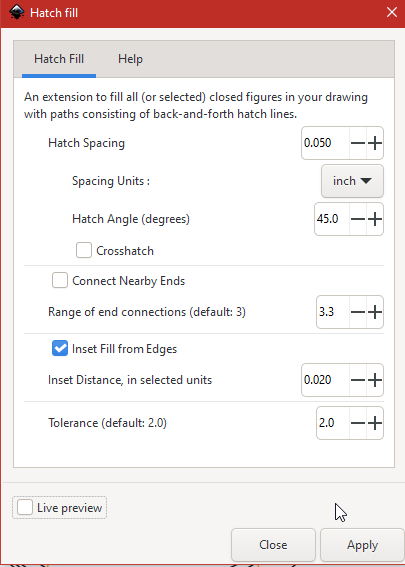 Hatch fill
Hatch Fill
Help
An extension to fill all (or selected) closed figures in your drawing
with paths consisting of back-and-forth hatch lines.
Hatch Spacing
0.050
Spacing Units :
inch
Hatch Angle (degrees)
45.0
Crosshatch
Connect Nearby Ends
Range of end connections (default: 3)
3.3
Inset Fill from Edges
Inset Distance, in selected units
0.020
Tolerance (default: 2.0)
2.0
Live preview
Close
Apply